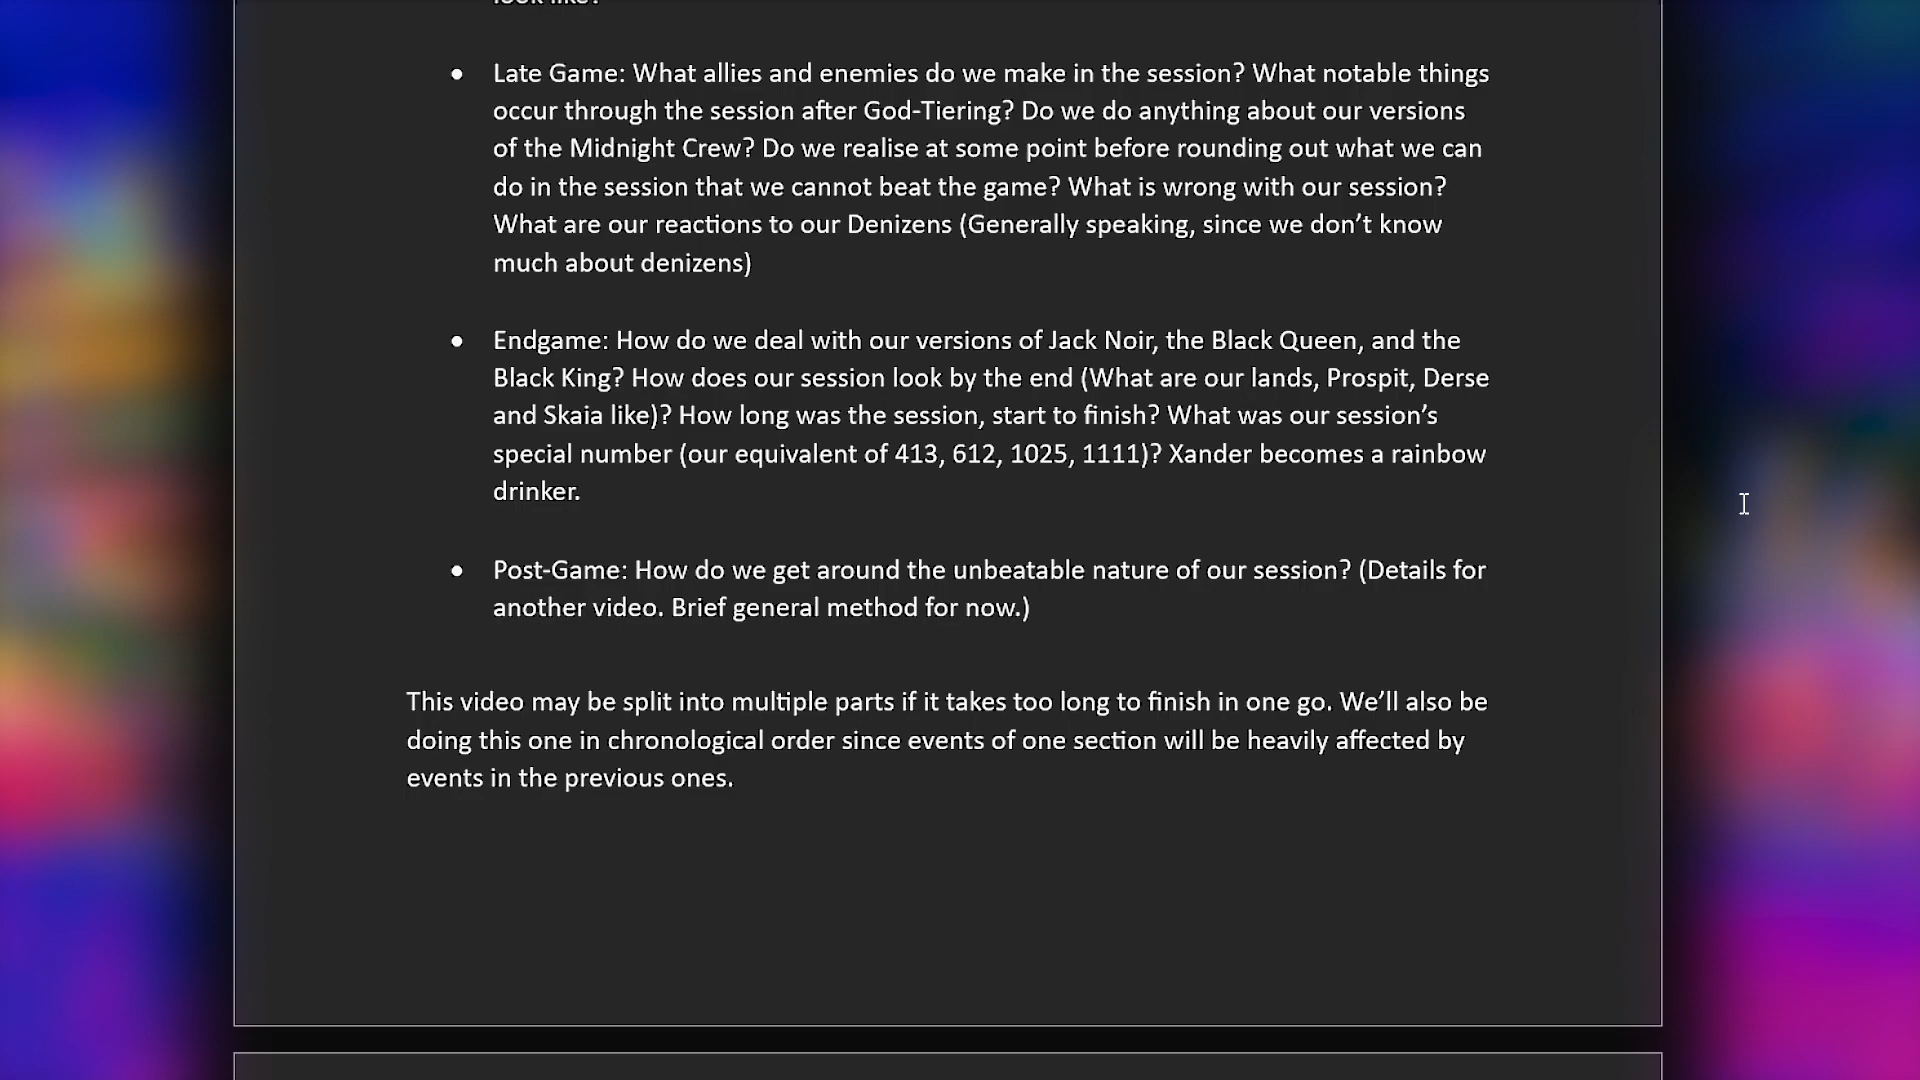 look like?
Late Game: What allies and enemies do we make in the session? What notable things
occur through the session after God-Tiering? Do we do anything about our versions
of the Midnight Crew? Do we realise at some point before rounding out what we can
do in the session that we cannot beat the game? What is wrong with our session?
What are our reactions to our Denizens (Generally speaking, since we don’t know
much about denizens)
Endgame: How do we deal with our versions of Jack Noir, the Black Queen, and the
Black King? How does our session look by the end (What are our lands, Prospit, Derse
and Skaia like)? How long was the session, start to finish? What was our session’s
special number (our equivalent of 413, 612, 1025, 1111)? Xander becomes a rainbow
drinker.
Post-Game: How do we get around the unbeatable nature of our session? (Details for
another video. Brief general method for now.)
This video may be split into multiple parts if it takes too long to finish in one go. We’ll also be
doing this one in chronological order since events of one section will be heavily affected by
events in the previous ones.